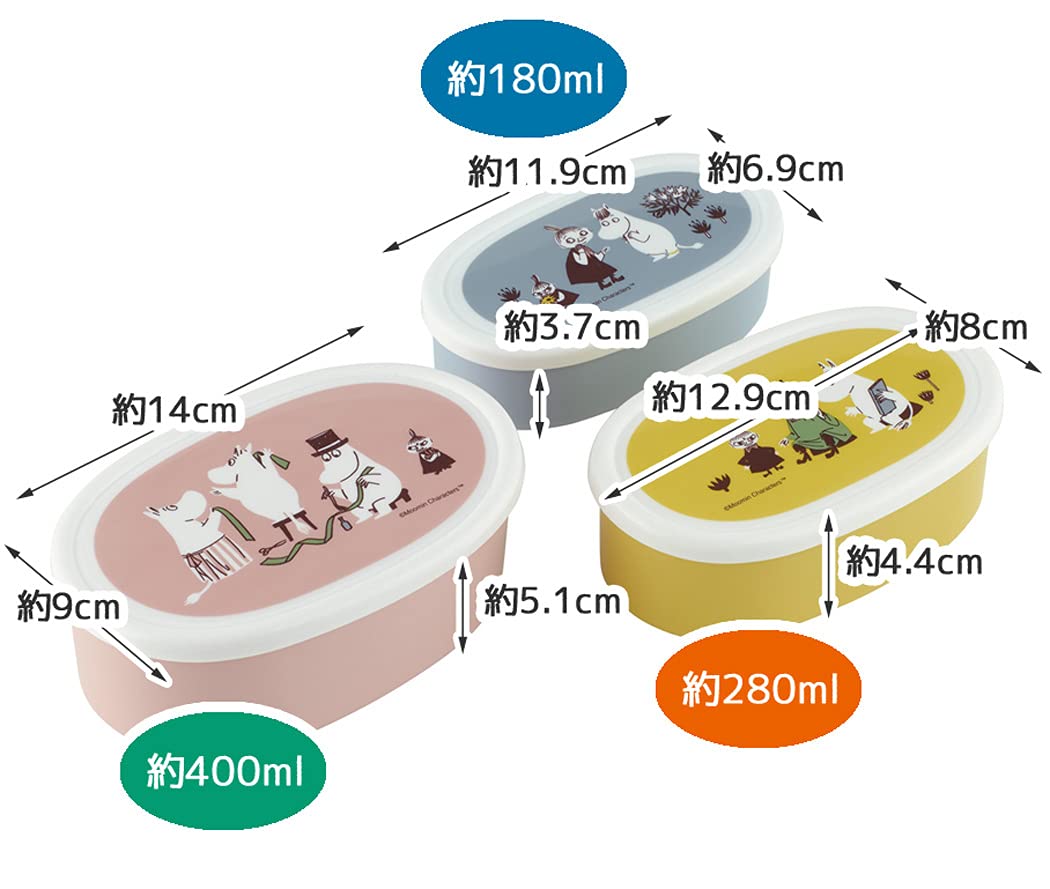 約180ml
約11.9cm
約6.9cm
Moomin Characters™
約3.7cm
約8cm
約12.9cm
©Moomin Characters™
約4.4cm
約280ml
約14cm
©Moomin Characters™
約9cm
約5.1cm
約400ml